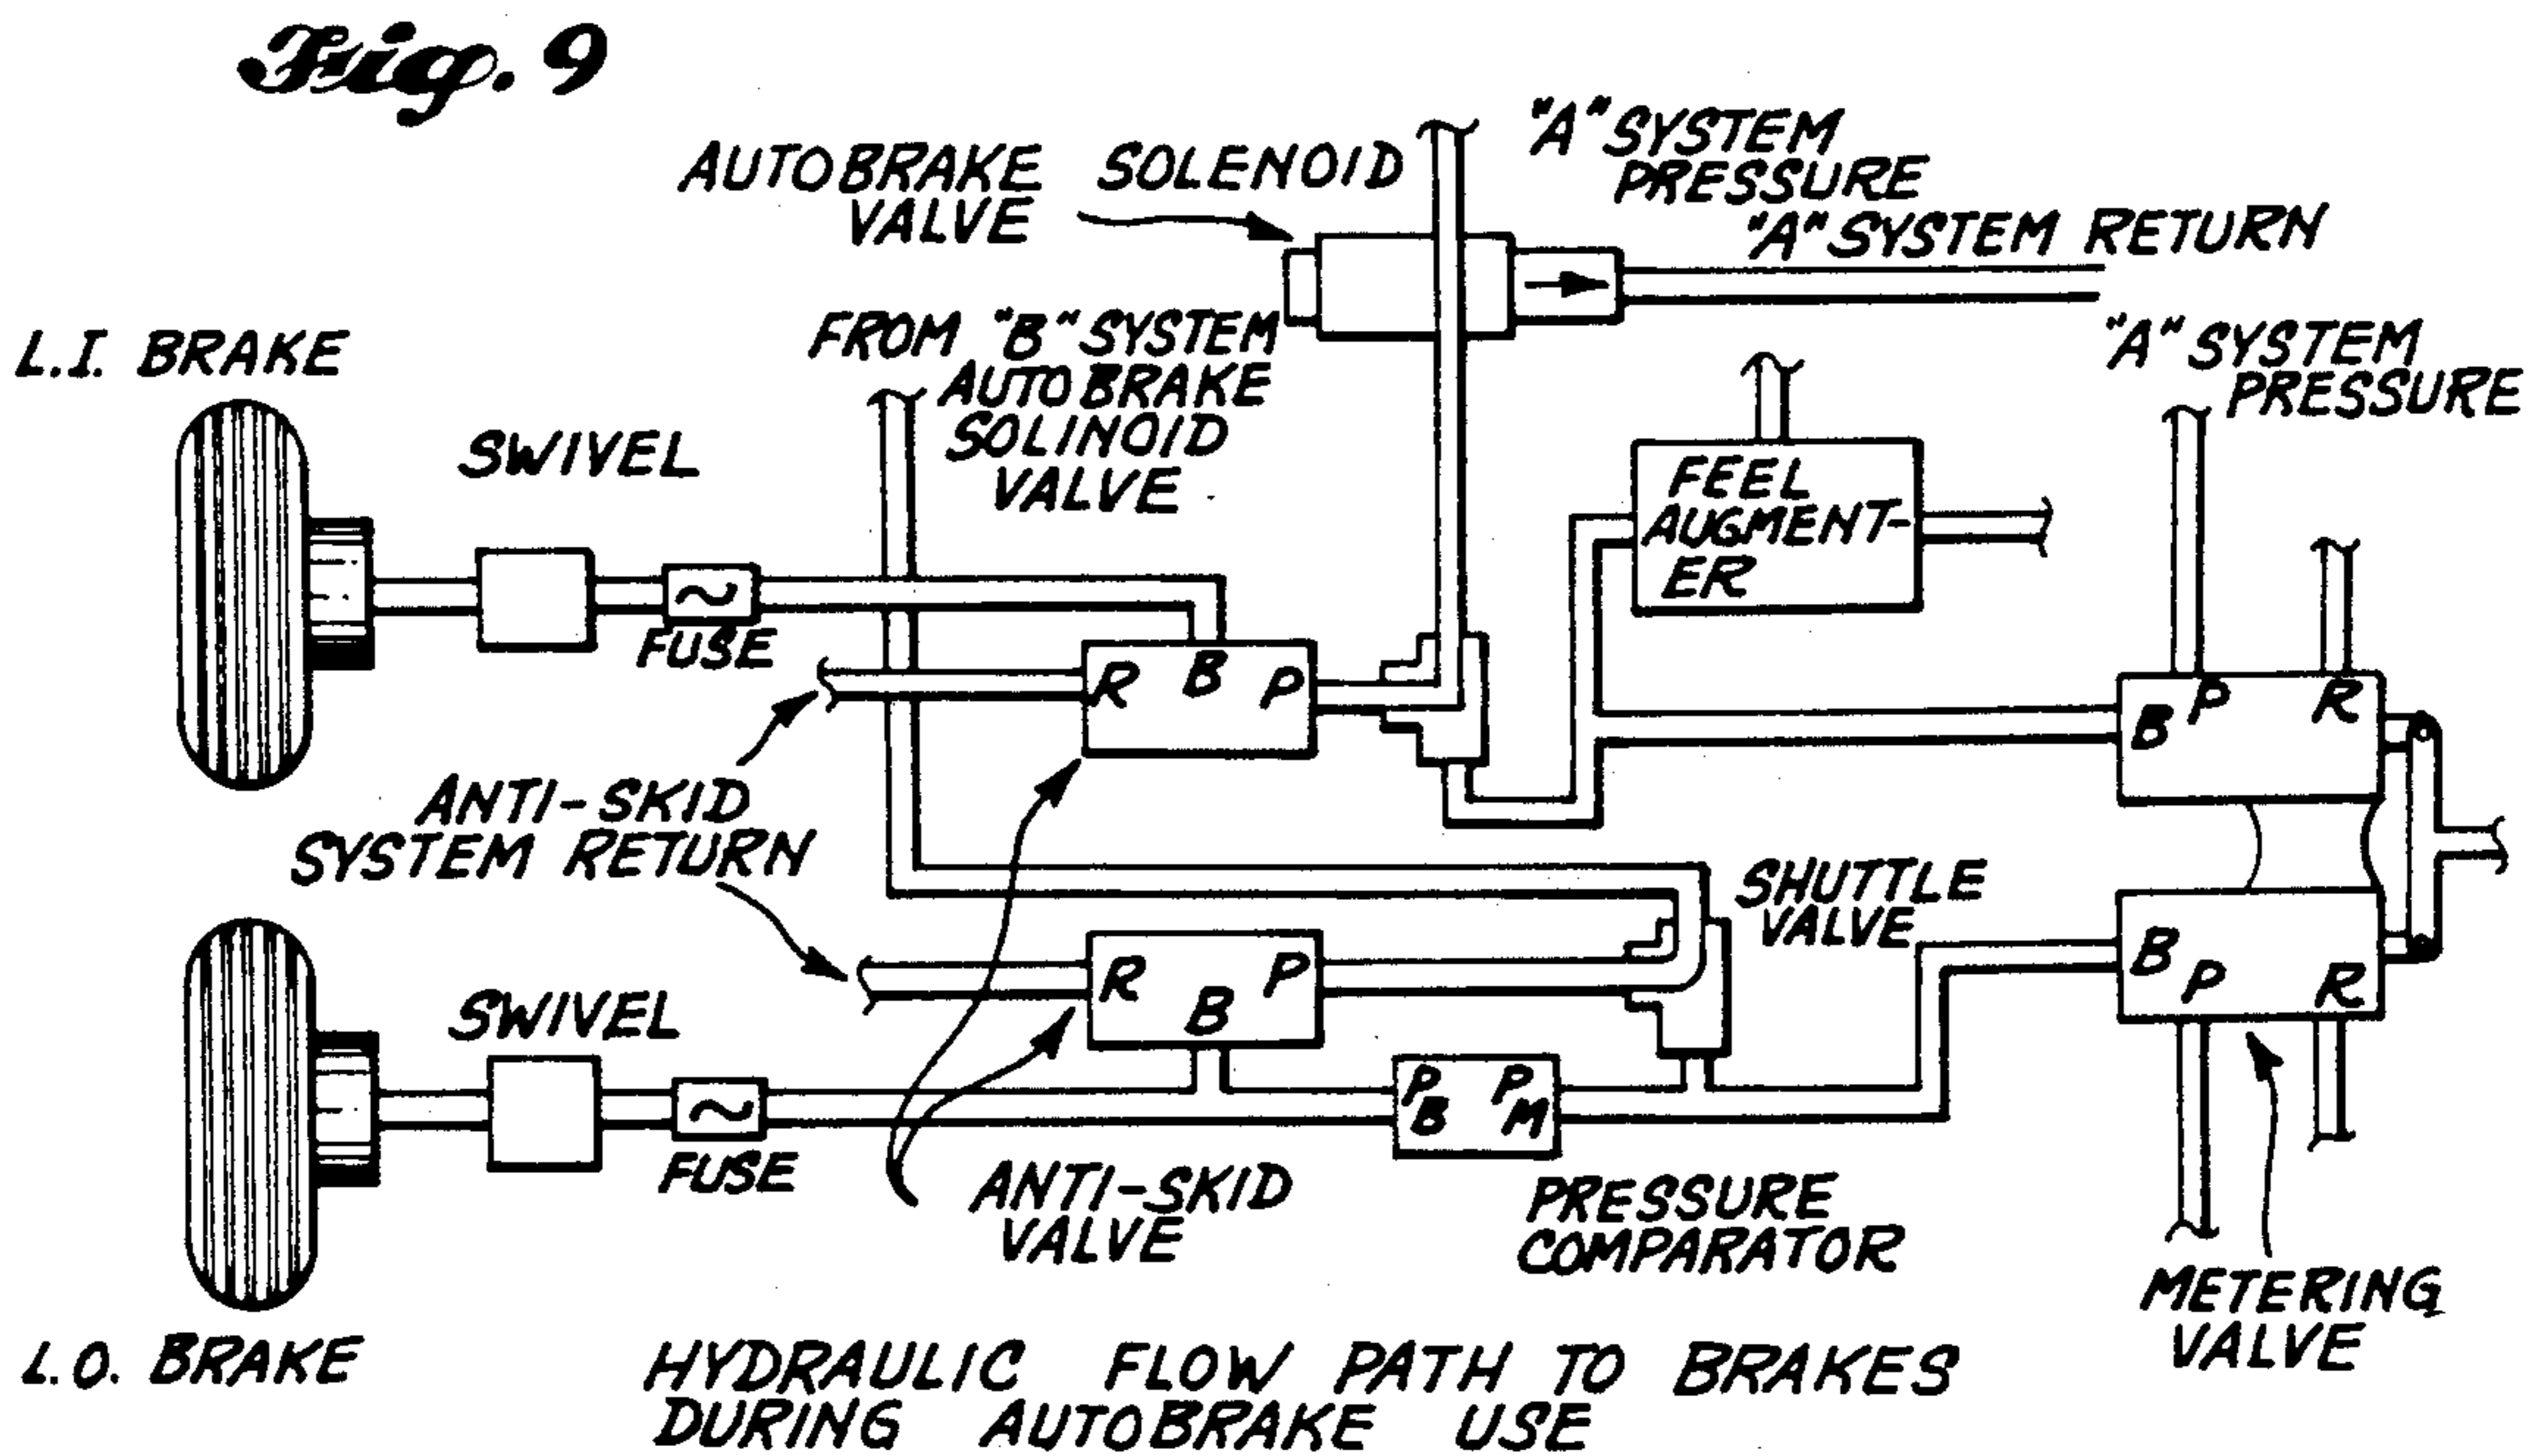 Fig. 9
AUTOBRAKE SOLENOID
VALVE
"A" SYSTEM
PRESSURE
"A" SYSTEM RETURN
FROM "B" SYSTEM
AUTOBRAKE
SOLINOID
VALVE
"A" SYSTEM
PRESSURE
L.I. BRAKE
SWIVEL
FUSE
FEEL
AUGMENT-
ER
R B P
B P R
ANTI-SKID
SYSTEM RETURN
SHUTTLE
VALVE
R B P
B P R
SWIVEL
FUSE
P P
B M
ANTI-SKID
VALVE
PRESSURE
COMPARATOR
METERING
VALVE
L.O. BRAKE
HYDRAULIC FLOW PATH TO BRAKES
DURING AUTOBRAKE USE